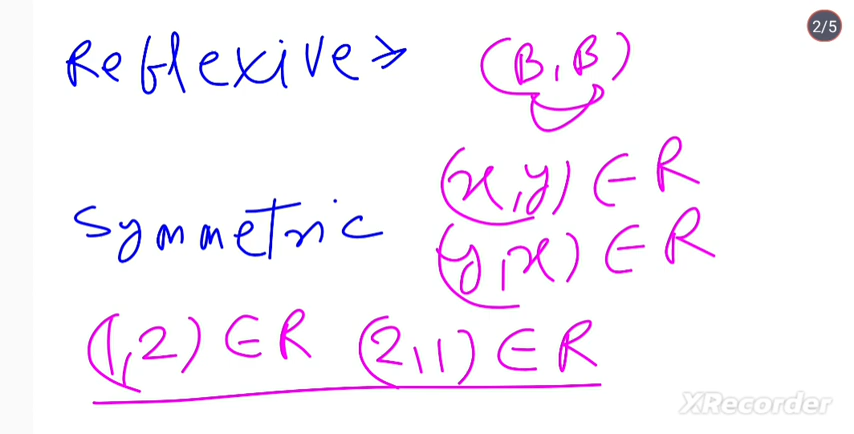 2/5
Reflexive → (B, B)
(x, y) ∈ R
Symmetric
(y, x) ∈ R
(1, 2) ∈ R (2, 1) ∈ R
XRecorder